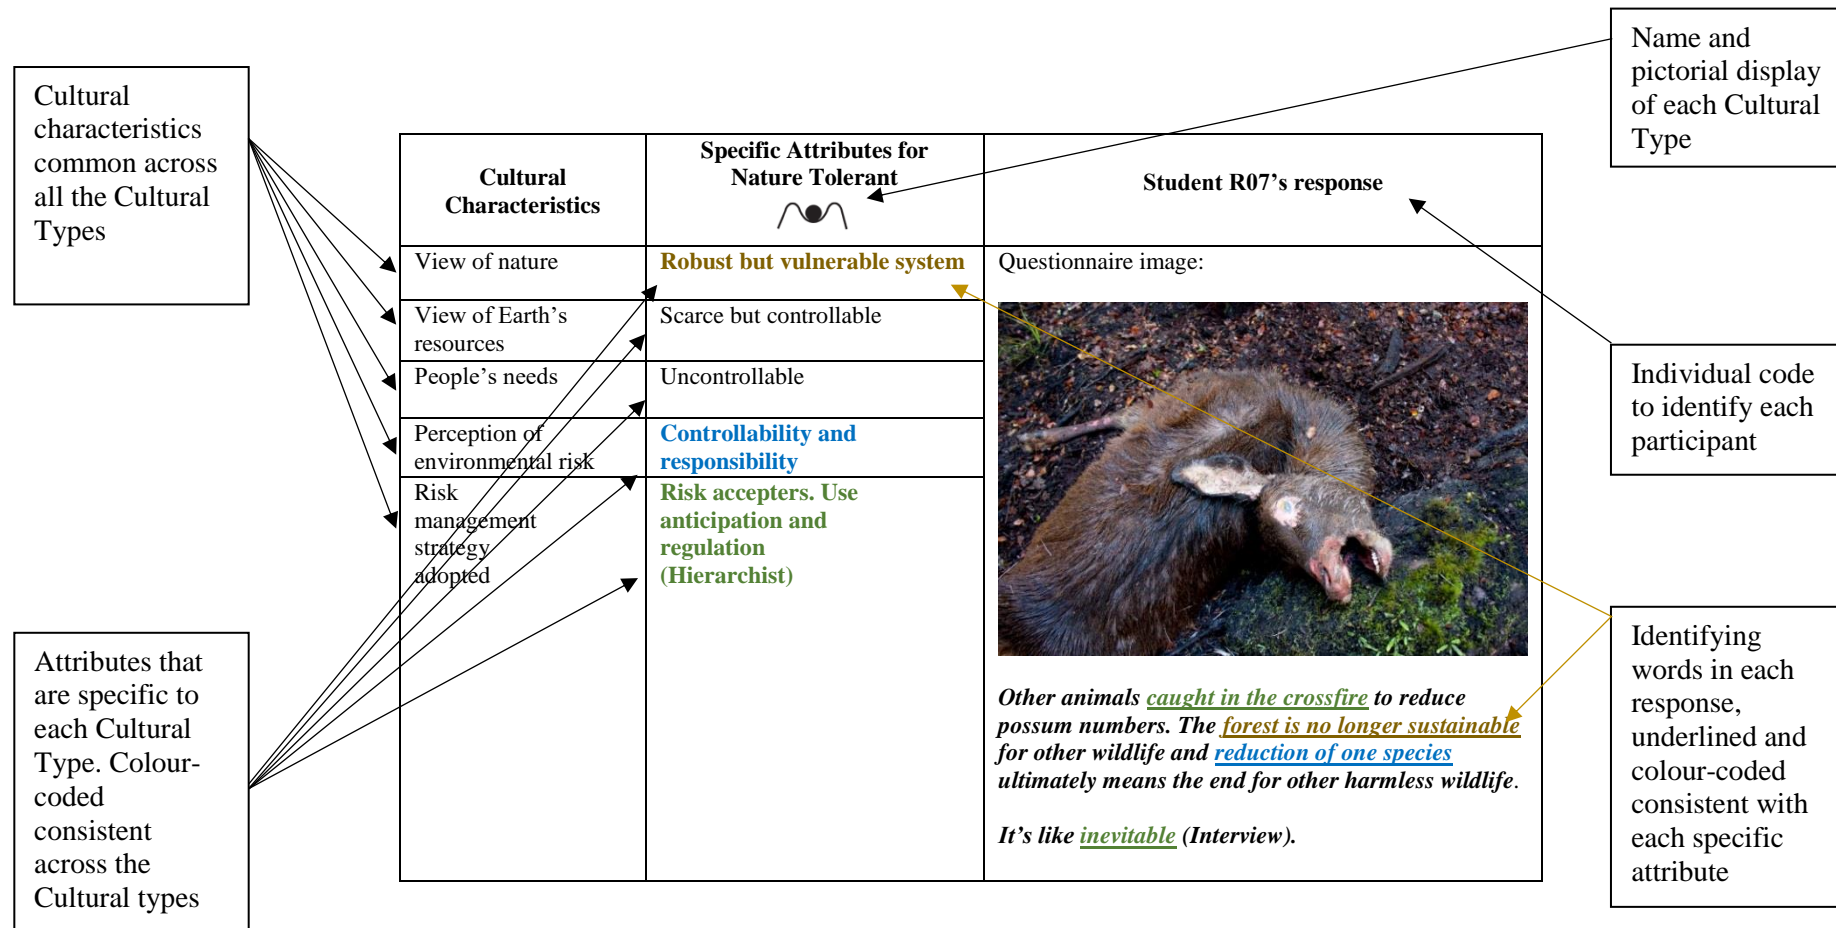 Cultural
characteristics
common across
all the Cultural
Types
Attributes that
are specific to
each Cultural
Type. Colour-
coded
consistent
across the
Cultural types
Cultural
Characteristics
Specific Attributes for
Nature Tolerant
Student R07’s response
View of nature
Robust but vulnerable system
View of Earth’s
resources
Scarce but controllable
People’s needs
Uncontrollable
Perception of
environmental risk
Controllability and
responsibility
Risk
management
strategy
adopted
Risk accepters. Use
anticipation and
regulation
(Hierarchist)
Questionnaire image:
Other animals caught in the crossfire to reduce
possum numbers. The forest is no longer sustainable
for other wildlife and reduction of one species
ultimately means the end for other harmless wildlife.
It’s like inevitable (Interview).
Name and
pictorial display
of each Cultural
Type
Individual code
to identify each
participant
Identifying
words in each
response,
underlined and
colour-coded
consistent with
each specific
attribute